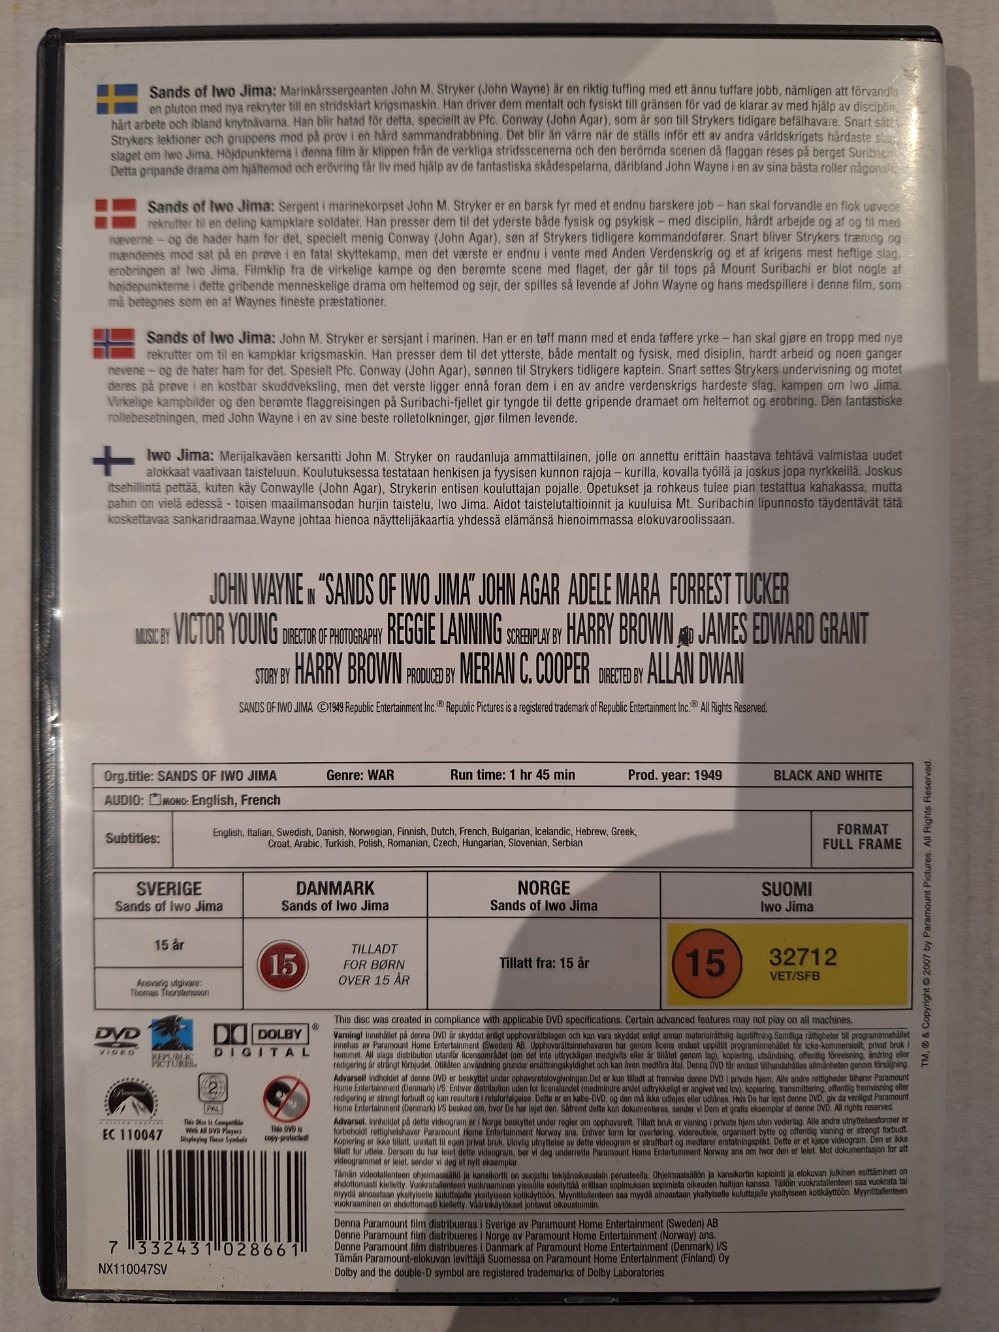 Sands of Iwo Jima: Marinkårssergeanten John M. Stryker (John Wayne) är en riktig tuffing med ett ännu tuffare jobb, nämligen att förvandla
en pluton med nya rekryter till en stridsklart krigsmaskin. Han driver dem mentalt och fysiskt till gränsen för vad de klarar av med hjälp av disciplin,
hårt arbete och ibland knytnävarna. Han blir hatad för detta, speciellt av Pfc. Conway (John Agar), som är son till Strykers tidigare befälhavare. Snart sätts
Strykers lektioner och gruppens mod på prov i en hård sammandrabbning. Det blir än värre när de ställs inför ett av andra världskrigets hårdaste slag,
slaget om Iwo Jima. Höjdpunkterna i denna film är klippen från de verkliga stridsscenerna och den berömda scenen då flaggan reses på berget Suribachi.
Detta gripande drama om hjältemod och erövring får liv med hjälp av de fantastiska skådespelarna, däribland John Wayne i en av sina bästa roller någonsin.
Sands of Iwo Jima: Sergent i marinekorpset John M. Stryker er en barsk fyr med et endnu barskere job – han skal forvandle en flok uøvede
rekrutter til en deling kampklare soldater. Han presser dem til det yderste både fysisk og psykisk – med disciplin, hårdt arbejde og af og til med
næverne – og de hader ham for det, specielt menig Conway (John Agar), søn af Strykers tidligere kommandofører. Snart bliver Strykers træning og
mændenes mod sat på en prøve i en fatal skyttekamp, men det værste er endnu i vente med Anden Verdenskrig og et af krigens mest heftige slag,
erobringen af Iwo Jima. Filmklip fra de virkelige kampe og den berømte scene med flaget, der går til tops på Mount Suribachi er blot nogle af
højdepunkterne i dette gribende menneskelige drama om heltemod og sejr, der spilles så levende af John Wayne og hans medspillere i denne film, som
må betegnes som en af Waynes fineste præstationer.
Sands of Iwo Jima: John M. Stryker er sersjant i marinen. Han er en tøff mann med et enda tøffere yrke – han skal gjøre en tropp med nye
rekrutter om til en kampklar krigsmaskin. Han presser dem til det ytterste, både mentalt og fysisk, med disiplin, hardt arbeid og noen ganger
nevene – og de hater ham for det. Spesielt Pfc. Conway (John Agar), sønnen til Strykers tidligere kaptein. Snart settes Strykers undervisning og motet
deres på prøve i en kostbar skuddveksling, men det verste ligger ennå foran dem i en av andre verdenskrigs hardeste slag, kampen om Iwo Jima.
Virkelige kampbilder og den berømte flaggreisingen på Suribachi-fjellet gir tyngde til dette gripende dramaet om heltemot og erobring. Den fantastiske
rollebesetningen, med John Wayne i en av sine beste rolletolkninger, gjør filmen levende.
Iwo Jima: Merijalkaväen kersantti John M. Stryker on raudanluja ammattilainen, jolle on annettu erittäin haastava tehtävä valmistaa uudet
alokkaat vaativaan taisteluun. Koulutuksessa testataan henkisen ja fyysisen kunnon rajoja – kurilla, kovalla työllä ja joskus jopa nyrkkeillä. Joskus
itsehillintä pettää, kuten käy Conwaylle (John Agar), Strykerin entisen kouluttajan pojalle. Opetukset ja rohkeus tulee pian testattua kahakassa, mutta
pahin on vielä edessä - toisen maailmansodan hurjin taistelu, Iwo Jima. Aidot taistelutaltioinnit ja kuuluisa Mt. Suribachin lipunnosto täydentävät tätä
koskettavaa sankaridraamaa.Wayne johtaa hienoa näyttelijäkaartia yhdessä elämänsä hienoimmassa elokuvaroolissaan.
JOHN WAYNE IN "SANDS OF IWO JIMA" JOHN AGAR ADELE MARA FORREST TUCKER
MUSIC BY VICTOR YOUNG DIRECTOR OF PHOTOGRAPHY REGGIE LANNING SCREENPLAY BY HARRY BROWN AND JAMES EDWARD GRANT
STORY BY HARRY BROWN PRODUCED BY MERIAN C. COOPER DIRECTED BY ALLAN DWAN
SANDS OF IWO JIMA ©1949 Republic Entertainment Inc.® Republic Pictures is a registered trademark of Republic Entertainment Inc.® All Rights Reserved.
Org.title: SANDS OF IWO JIMA Genre: WAR Run time: 1 hr 45 min Prod. year: 1949 BLACK AND WHITE
AUDIO: MONO: English, French
Subtitles: English, Italian, Swedish, Danish, Norwegian, Finnish, Dutch, French, Bulgarian, Icelandic, Hebrew, Greek,
Croat, Arabic, Turkish, Polish, Romanian, Czech, Hungarian, Slovenian, Serbian
FORMAT
FULL FRAME
SVERIGE
Sands of Iwo Jima
DANMARK
Sands of Iwo Jima
NORGE
Sands of Iwo Jima
SUOMI
Iwo Jima
15 år
Ansvarig utgivare:
Thomas Thorstensson
15
TILLADT
FOR BØRN
OVER 15 ÅR
Tillatt fra: 15 år
15
32712
VET/SFB
TM, ® & Copyright © 2007 by Paramount Pictures. All Rights Reserved.
DVD
VIDEO
REPUBLIC
PICTURES
DOLBY
DIGITAL
Paramount
EC 110047
2
PAL
This Disc is Compatible
With All DVD Players
Displaying These Symbols
This DVD is
copy-protected!
This disc was created in compliance with applicable DVD specifications. Certain advanced features may not play on all machines.
Denna Paramount film distribueras i Sverige av Paramount Home Entertainment (Sweden) AB
Denne Paramount film distribueres i Norge av Paramount Home Entertainment (Norway) ans.
Denne Paramount film distribueres i Danmark af Paramount Home Entertainment (Denmark) I/S
Tämän Paramount-elokuvan levittäjä Suomessa on Paramount Home Entertainment (Finland) Oy
Dolby and the double-D symbol are registered trademarks of Dolby Laboratories
7 332431 028661
NX110047SV